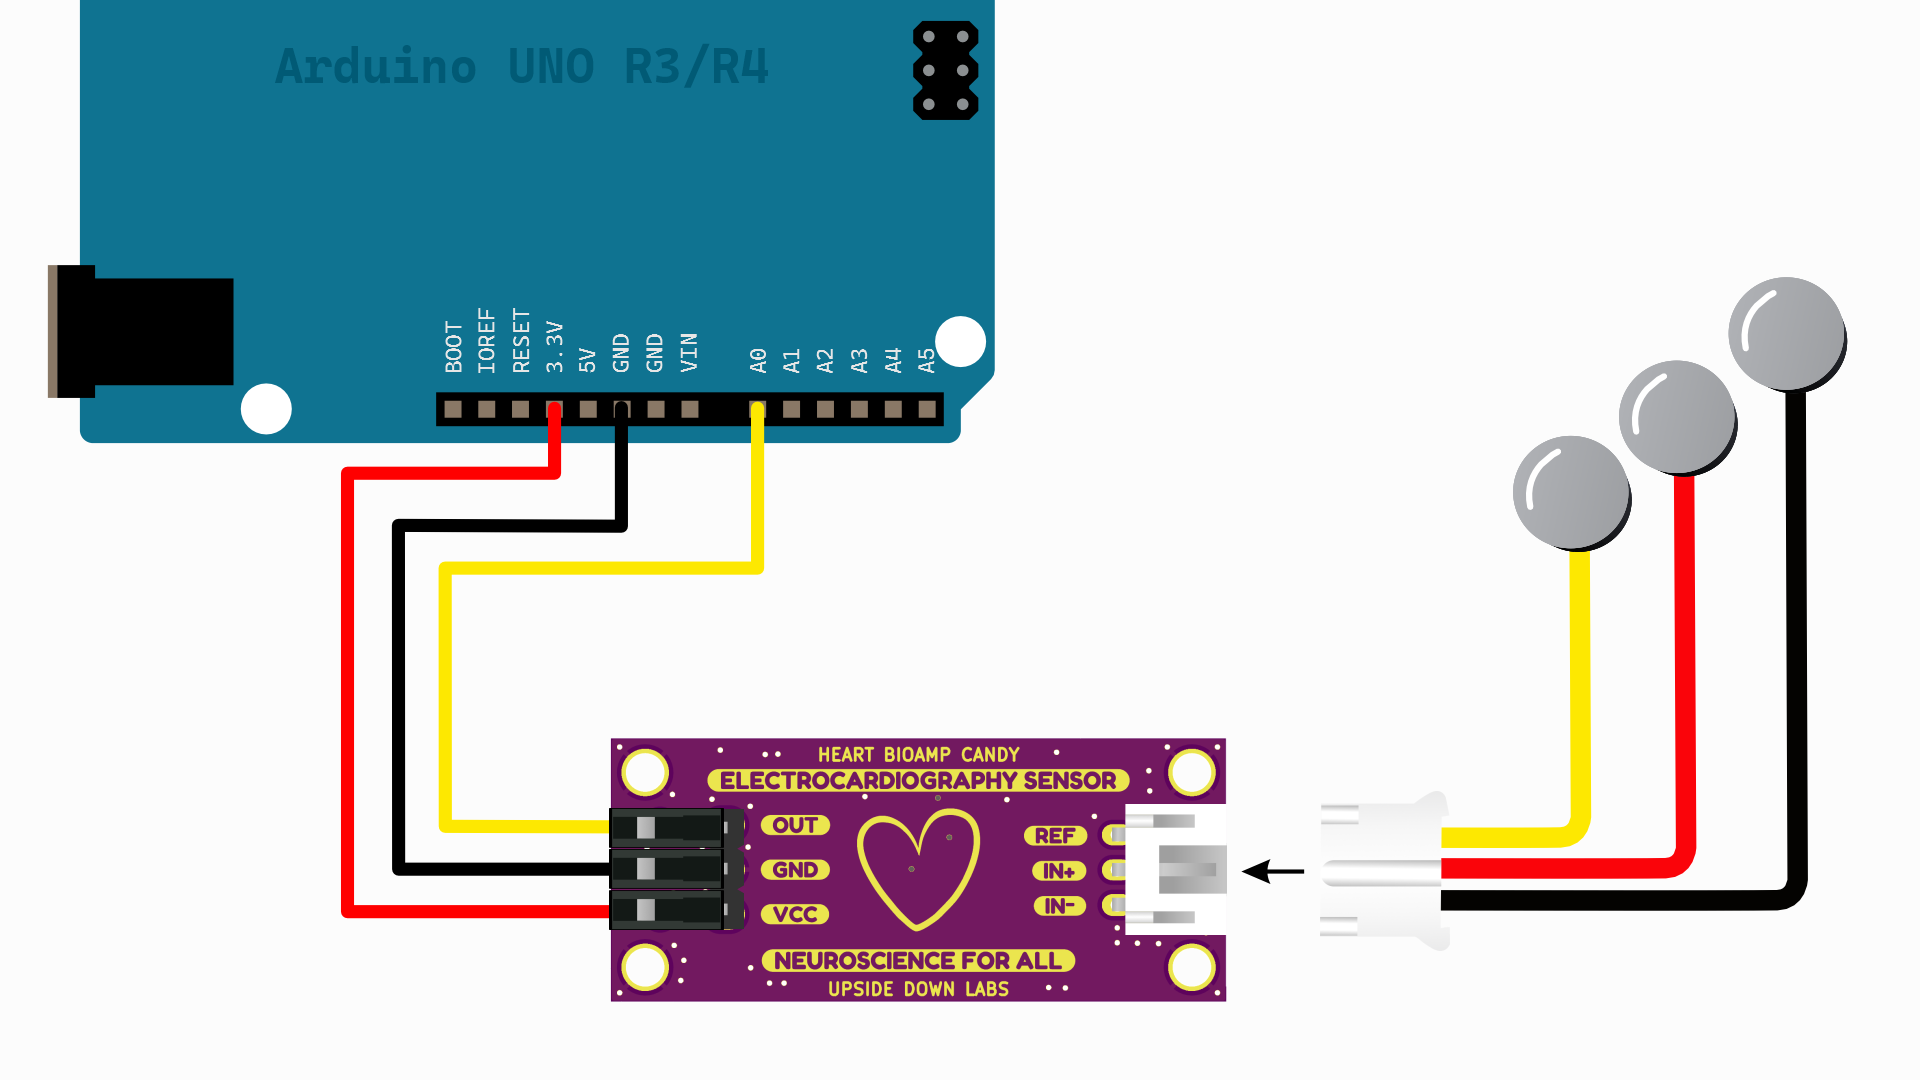 Arduino UNO R3/R4
BOOT
IOREF
RESET
3.3V
5V
GND
GND
VIN
A0
A1
A2
A3
A4
A5
HEART BIOAMP CANDY
ELECTROCARDIOGRAPHY SENSOR
OUT
GND
VCC
REF
IN+
IN-
NEUROSCIENCE FOR ALL
UPSIDE DOWN LABS